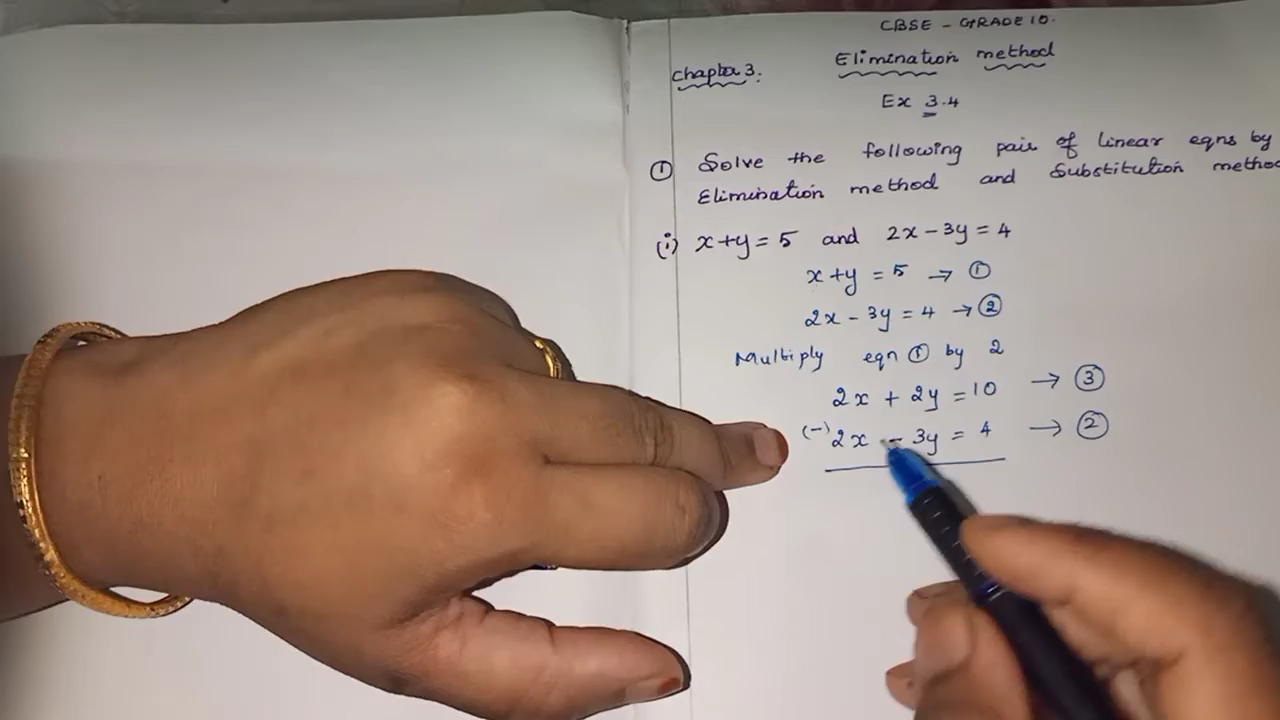 CBSE - GRADE 10.
Chapter 3. Elimination method
Ex 3.4
① Solve the following pair of linear eqns by
Elimination method and Substitution method
(i) x+y = 5 and 2x - 3y = 4
x + y = 5 → ①
2x - 3y = 4 → ②
Multiply eqn ① by 2
2x + 2y = 10 → ③
(-) 2x - 3y = 4 → ②